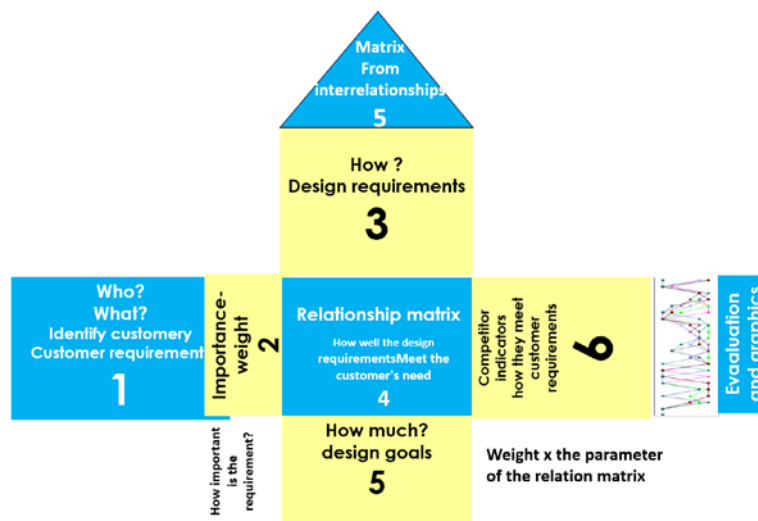 Matrix
From
interrelationships
5
How ?
Design requirements
3
Who?
What?
Identify customery
Customer requirement
1
Importance-
weight
2
How important
is the
requirement?
Relationship matrix
How well the design
requirementsMeet the
customer's need
4
Competitor
indicators
how they meet
customer
requirements
6
Evaaluation
and graphics
How much?
design goals
5
Weight x the parameter
of the relation matrix